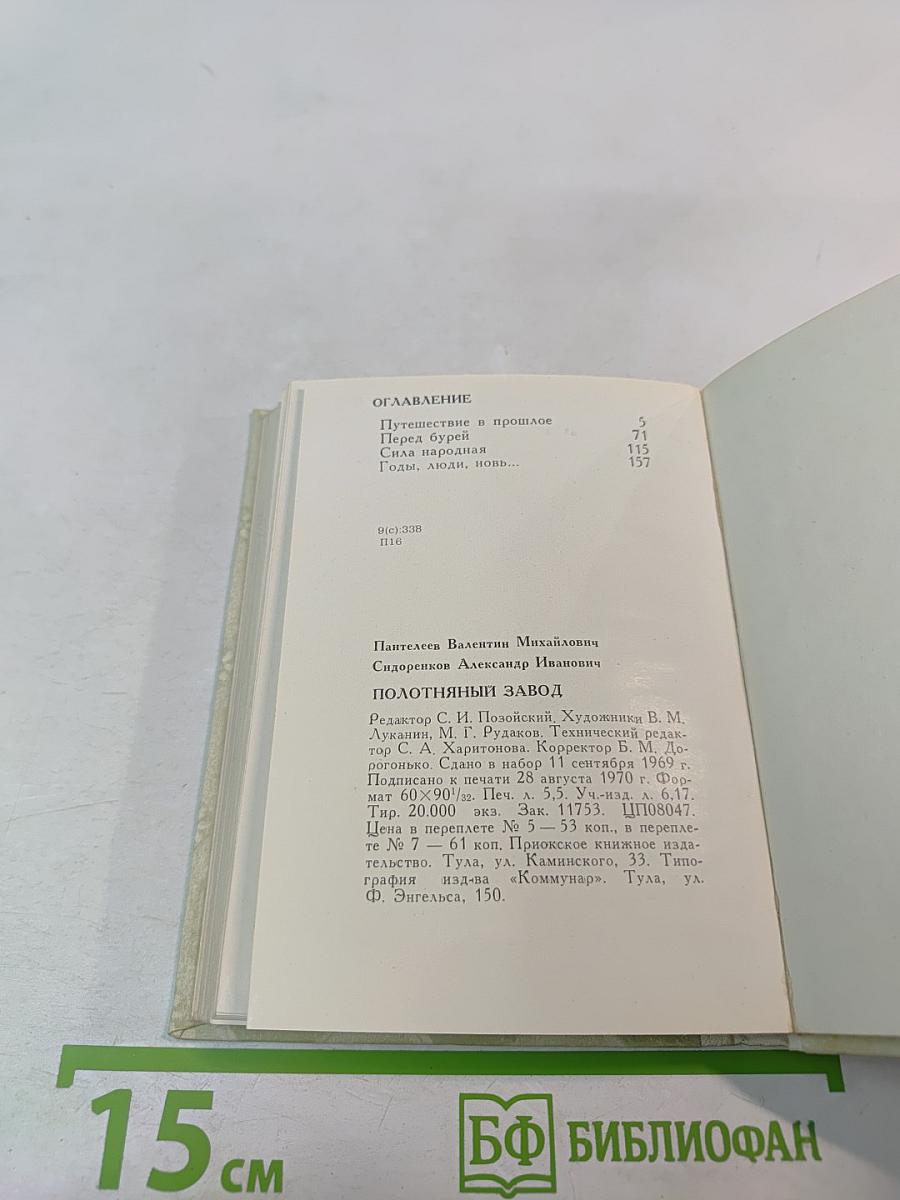 ОГЛАВЛЕНИЕ
Путешествие в прошлое 5
Перед бурей 71
Сила народная 115
Годы, люди, новь... 157
9(с):338
П16
Пантелеев Валентин Михайлович
Сидоренков Александр Иванович
ПОЛОТНЯНЫЙ ЗАВОД
Редактор С. И. Позойский. Художники В. М.
Луканин, М. Г. Рудаков. Технический редак-
тор С. А. Харитонова. Корректор Б. М. До-
рогонько. Сдано в набор 11 сентября 1969 г.
Подписано к печати 28 августа 1970 г. Фор-
мат 60×90¹/₃₂. Печ. л. 5,5. Уч.-изд. л. 6,17.
Тир. 20.000 экз. Зак. 11753. ЦП08047.
Цена в переплете № 5 — 53 коп., в перепле-
те № 7 — 61 коп. Приокское книжное изда-
тельство. Тула, ул. Каминского, 33. Типо-
графия изд-ва «Коммунар». Тула, ул.
Ф. Энгельса, 150.
15 см
БФ БИБЛИОФАН